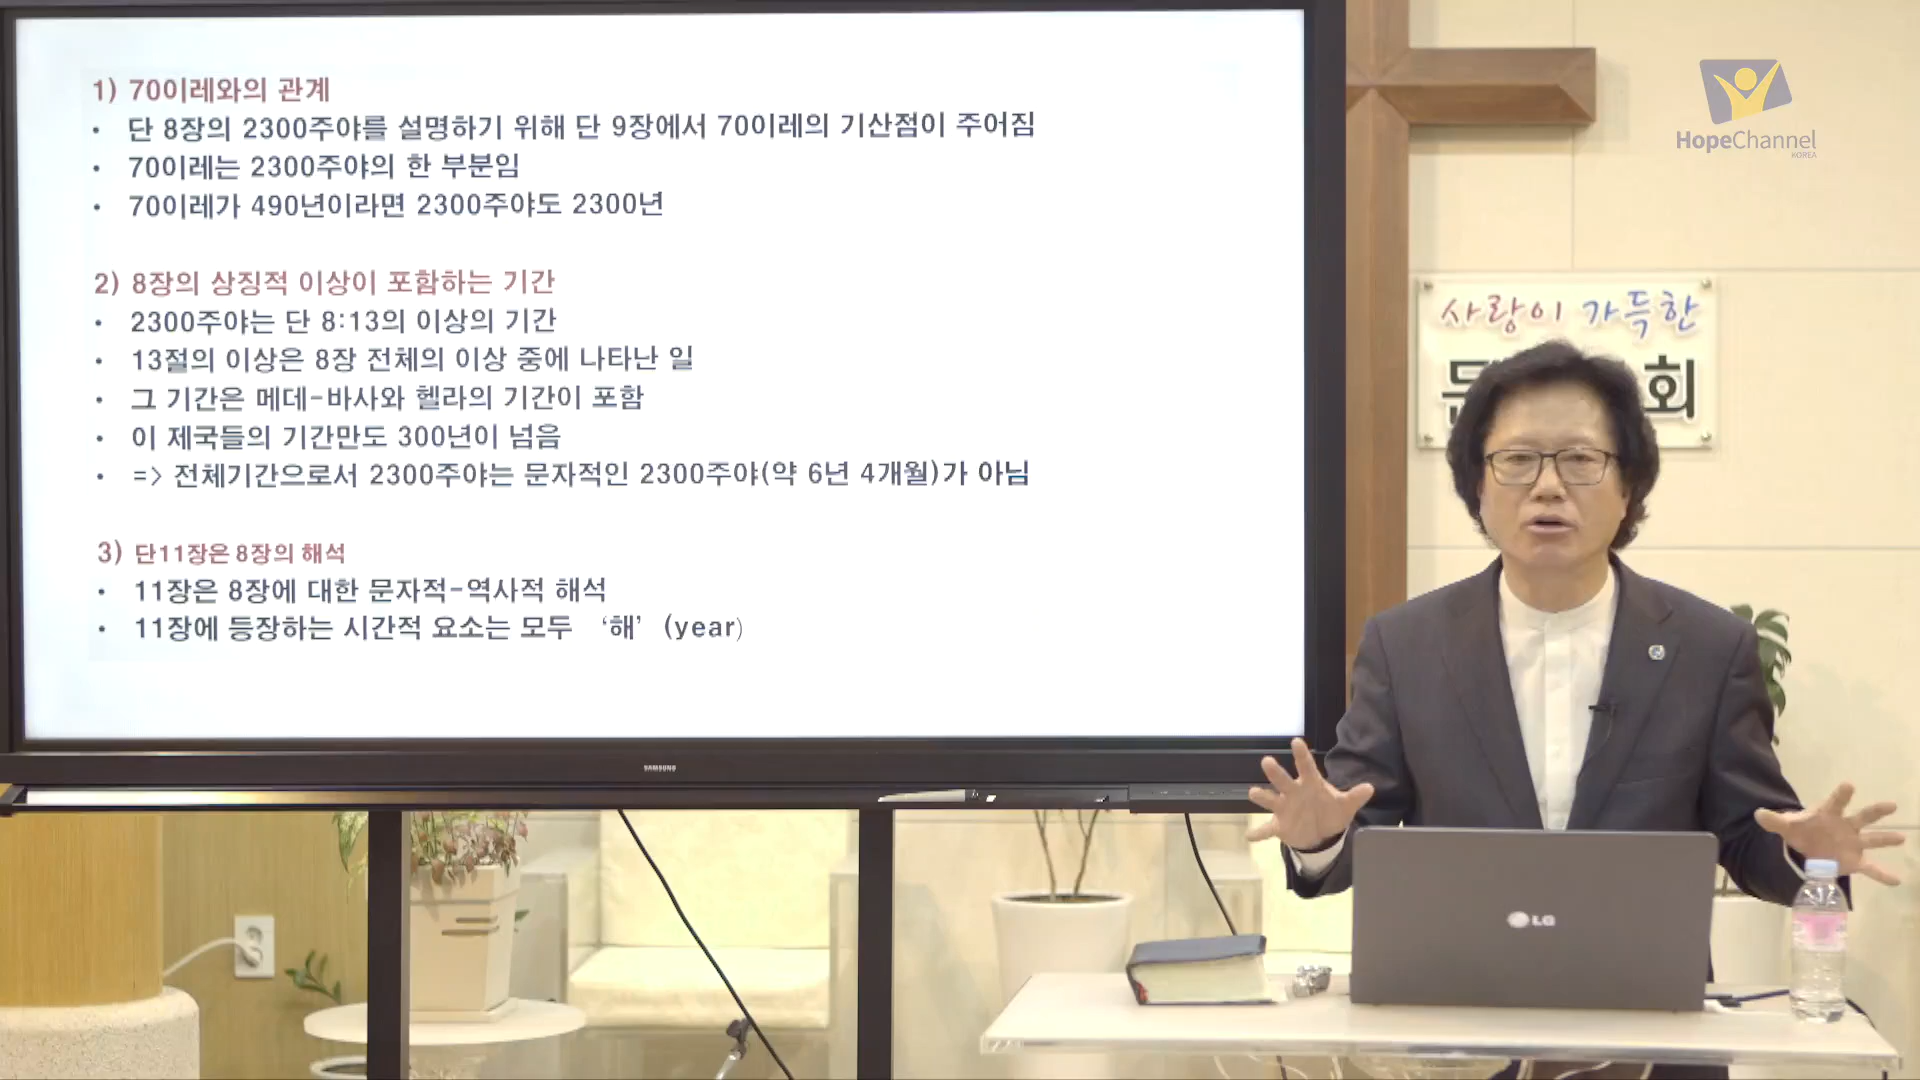 1) 70이레와의 관계
• 단 8장의 2300주야를 설명하기 위해 단 9장에서 70이레의 기산점이 주어짐
• 70이레는 2300주야의 한 부분임
• 70이레가 490년이라면 2300주야도 2300년
2) 8장의 상징적 이상이 포함하는 기간
• 2300주야는 단 8:13의 이상의 기간
• 13절의 이상은 8장 전체의 이상 중에 나타난 일
• 그 기간은 메데-바사와 헬라의 기간이 포함
• 이 제국들의 기간만도 300년이 넘음
• => 전체기간으로서 2300주야는 문자적인 2300주야(약 6년 4개월)가 아님
3) 단11장은 8장의 해석
• 11장은 8장에 대한 문자적-역사적 해석
• 11장에 등장하는 시간적 요소는 모두 ‘해’ (year)
SAMSUNG
HopeChannel
KOREA
사랑이 가득한
회
LG